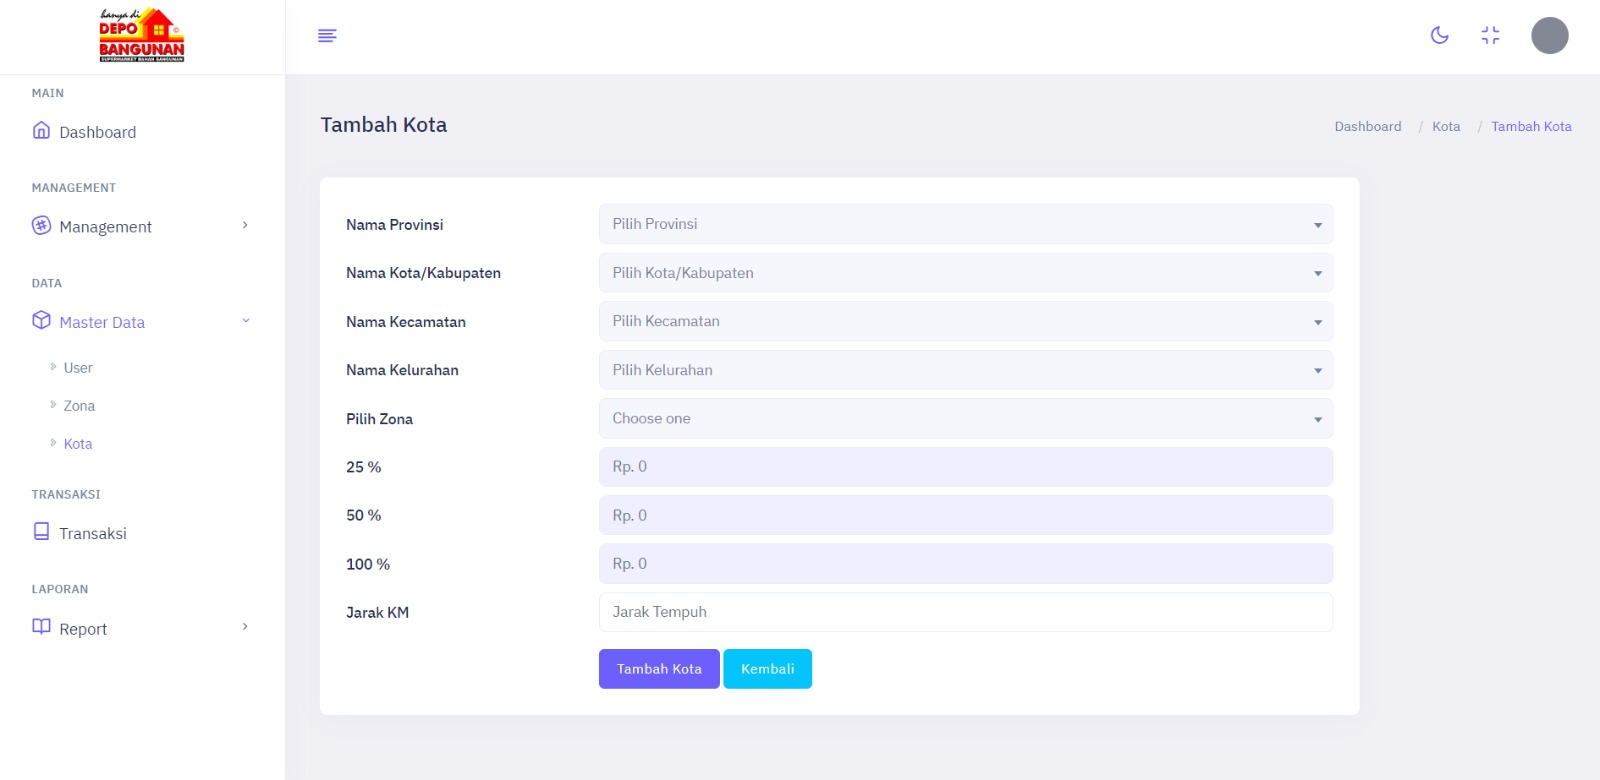 hanya di
DEPO
BANGUNAN
SUPERMARKET BAHAN BANGUNAN
MAIN
Dashboard
MANAGEMENT
Management
DATA
Master Data
User
Zona
Kota
TRANSAKSI
Transaksi
LAPORAN
Report
Tambah Kota
Dashboard / Kota / Tambah Kota
Nama Provinsi Pilih Provinsi
Nama Kota/Kabupaten Pilih Kota/Kabupaten
Nama Kecamatan Pilih Kecamatan
Nama Kelurahan Pilih Kelurahan
Pilih Zona Choose one
25 % Rp. 0
50 % Rp. 0
100 % Rp. 0
Jarak KM Jarak Tempuh
Tambah Kota Kembali